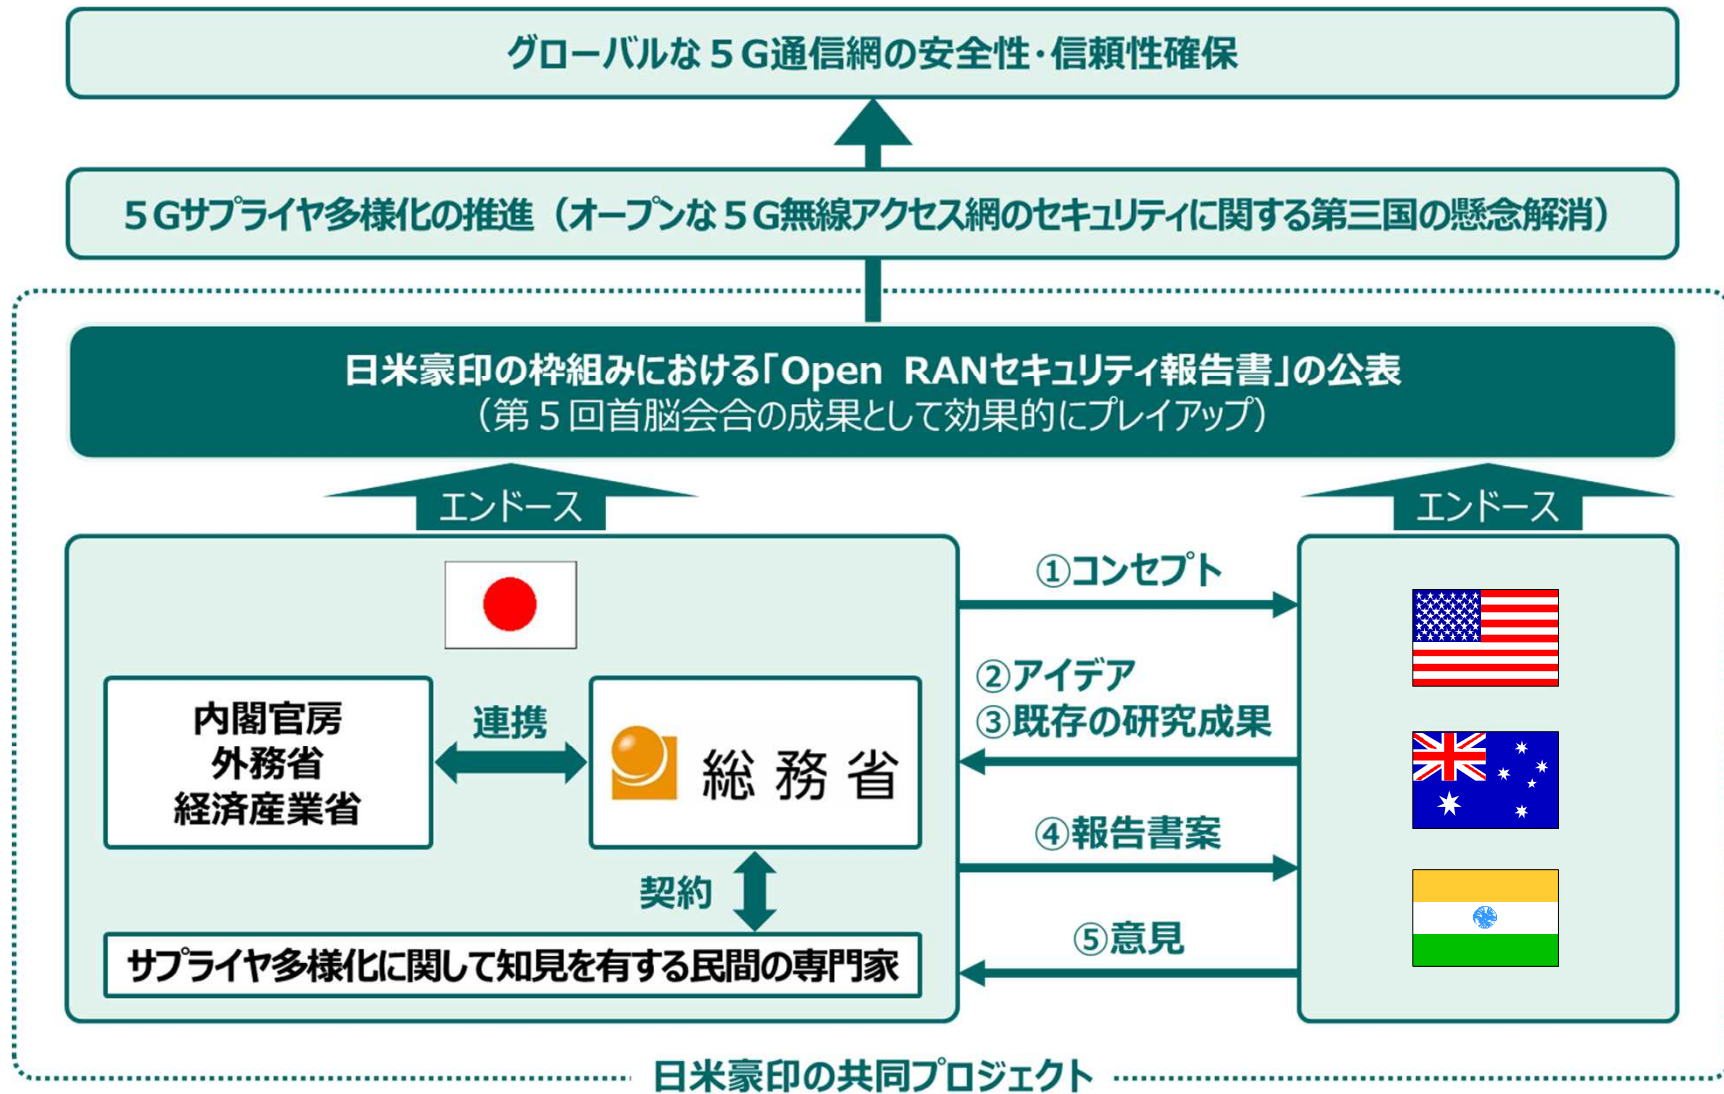 グローバルな５G通信網の安全性・信頼性確保
５Gサプライヤ多様化の推進（オープンな５G無線アクセス網のセキュリティに関する第三国の懸念解消）
日米豪印の枠組みにおける「Open RANセキュリティ報告書」の公表
（第５回首脳会合の成果として効果的にプレイアップ）
エンドース
エンドース
①コンセプト
②アイデア
③既存の研究成果
内閣官房
外務省
経済産業省
連携
総務省
④報告書案
契約
⑤意見
サプライヤ多様化に関して知見を有する民間の専門家
日米豪印の共同プロジェクト